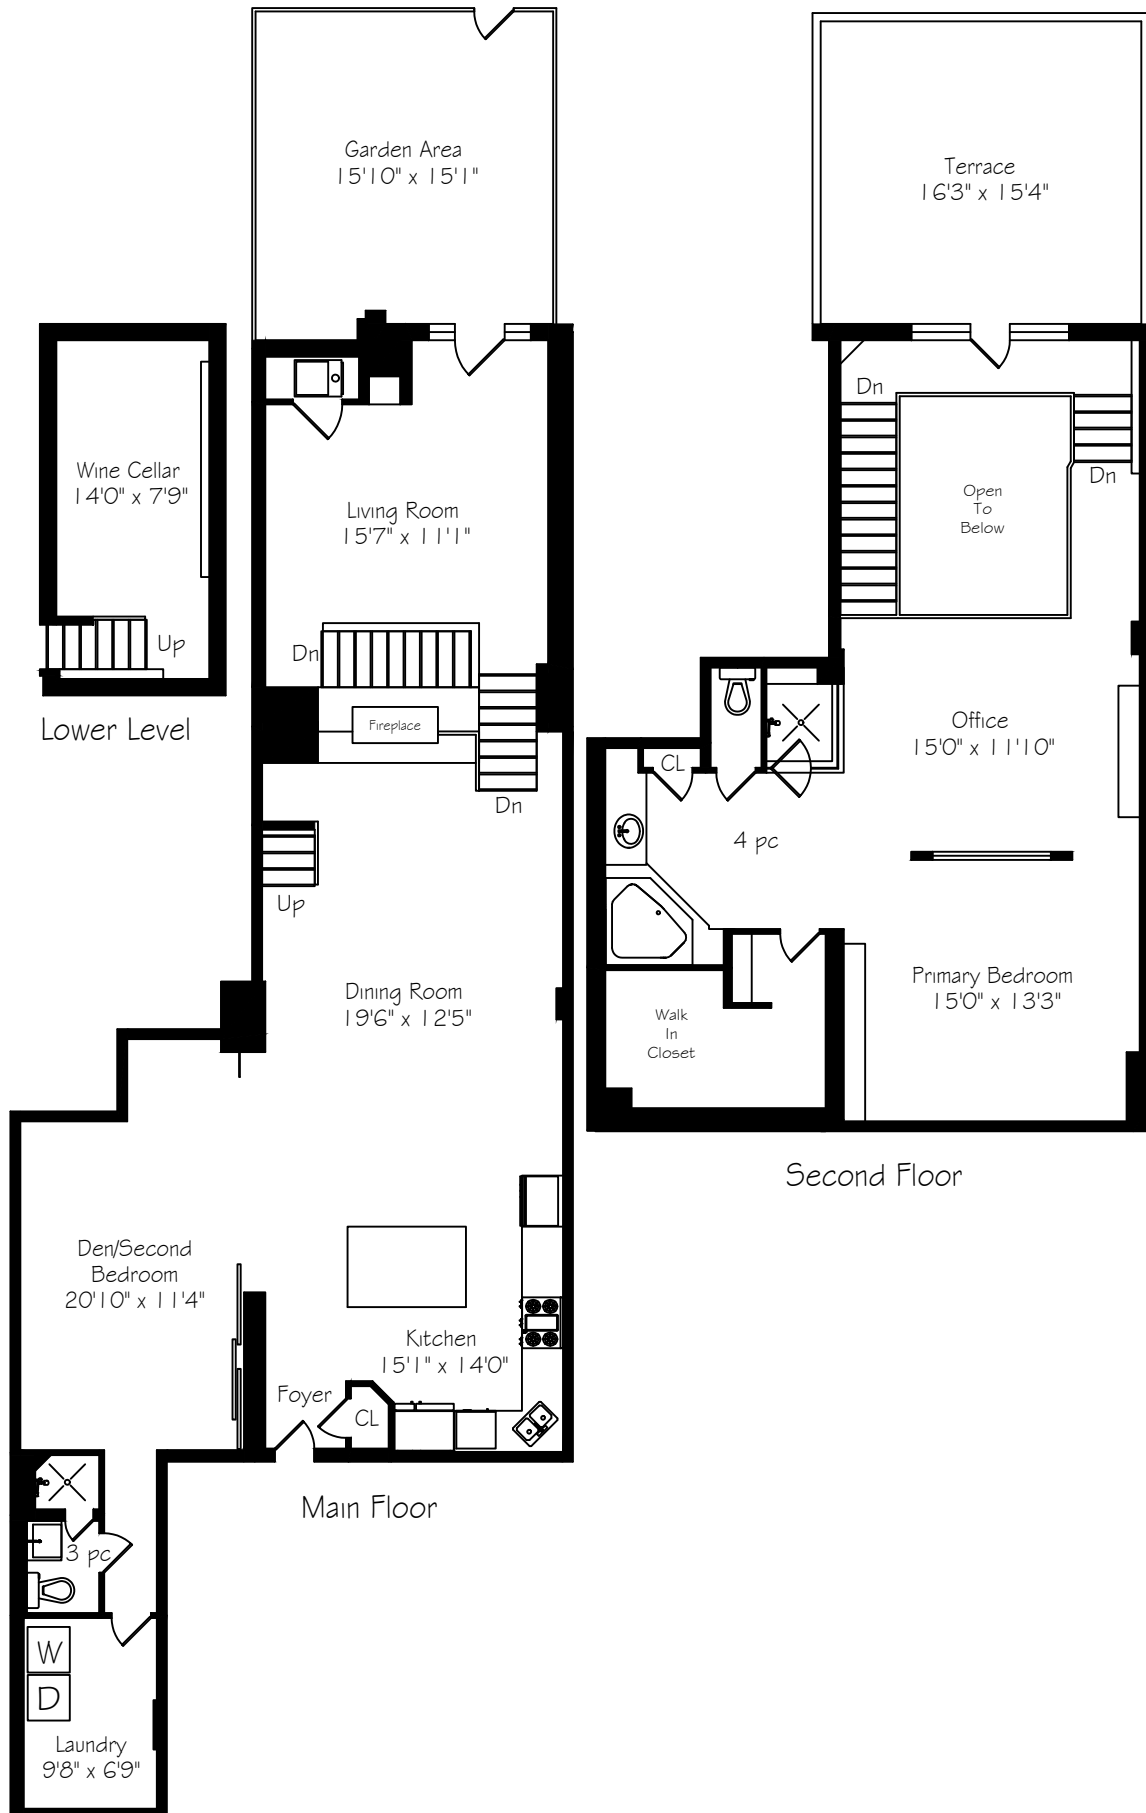 Garden Area
15'10" x 15'1"
Wine Cellar
14'0" x 7'9"
Up
Lower Level
Living Room
15'7" x 11'1"
Dn
Fireplace
Dn
Up
Dining Room
19'6" x 12'5"
Den/Second
Bedroom
20'10" x 11'4"
Kitchen
15'1" x 14'0"
Foyer
CL
Main Floor
3 pc
W
D
Laundry
9'8" x 6'9"
Terrace
16'3" x 15'4"
Dn
Open
To
Below
Dn
Office
15'0" x 11'10"
CL
4 pc
Primary Bedroom
15'0" x 13'3"
Walk
In
Closet
Second Floor